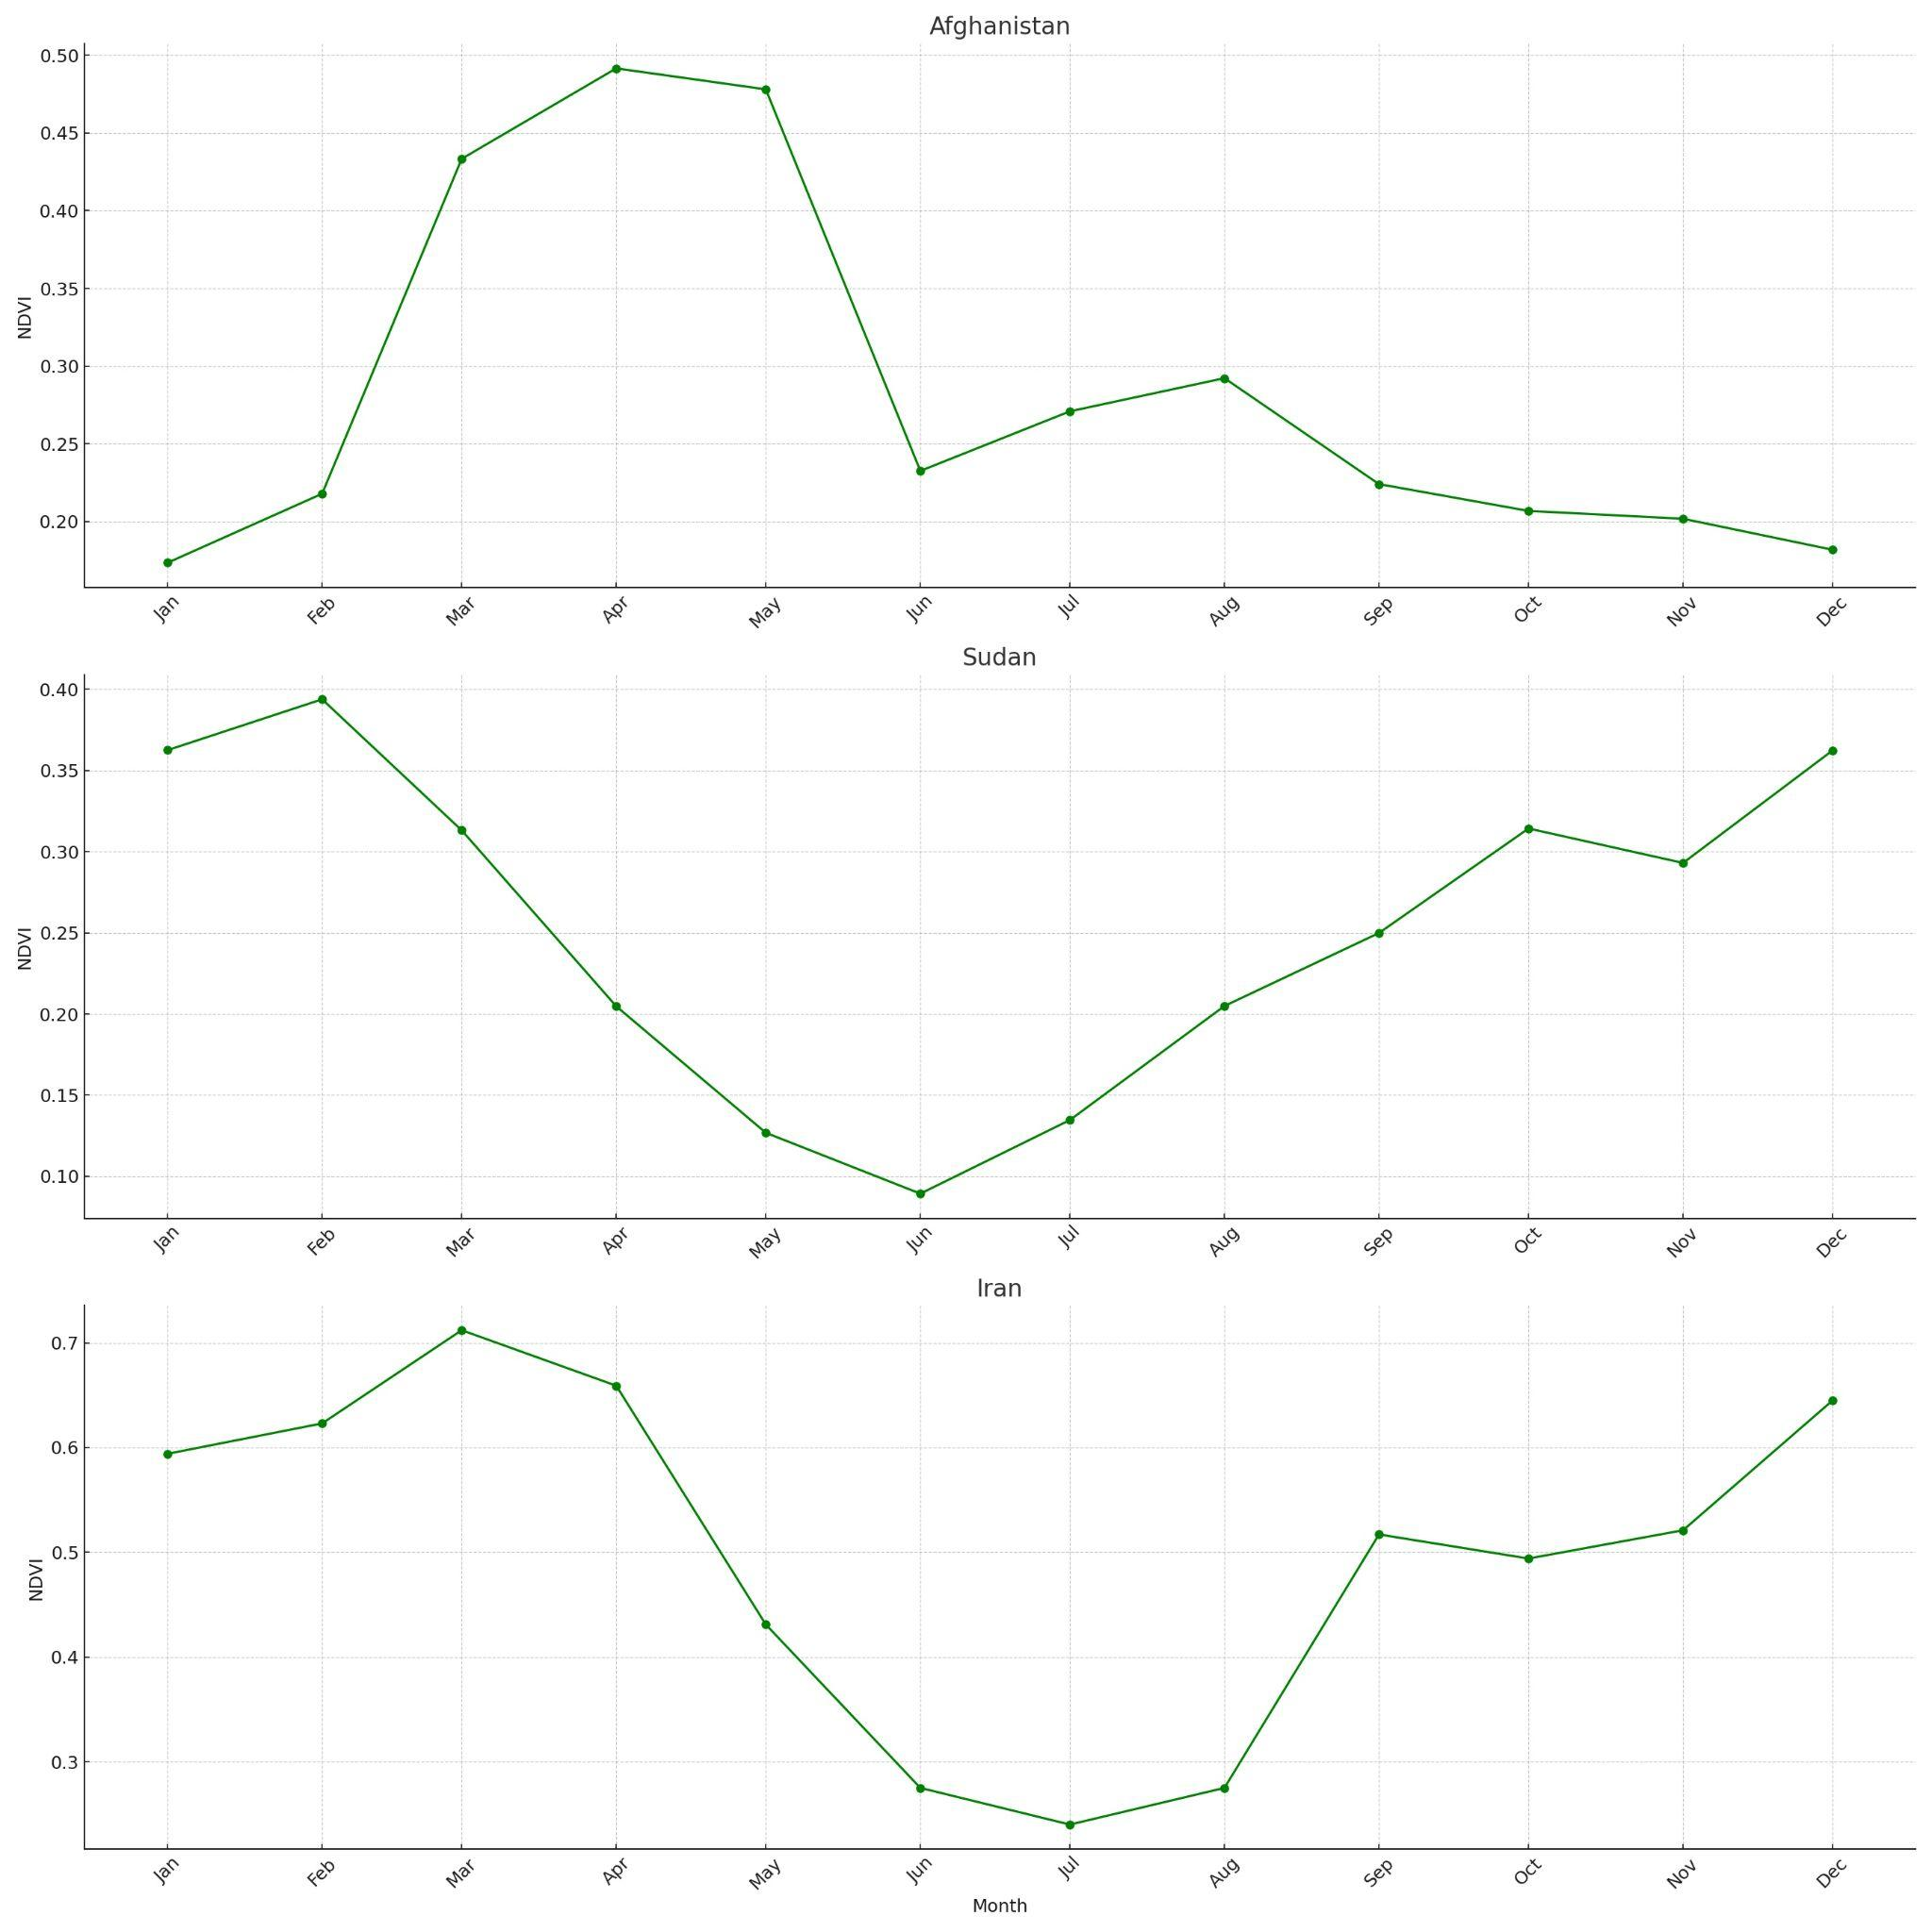 Afghanistan
NDVI
0.50
0.45
0.40
0.35
0.30
0.25
0.20
Jan Feb Mar Apr May Jun Jul Aug Sep Oct Nov Dec
Sudan
NDVI
0.40
0.35
0.30
0.25
0.20
0.15
0.10
Jan Feb Mar Apr May Jun Jul Aug Sep Oct Nov Dec
Iran
NDVI
0.7
0.6
0.5
0.4
0.3
Jan Feb Mar Apr May Jun Jul Aug Sep Oct Nov Dec
Month